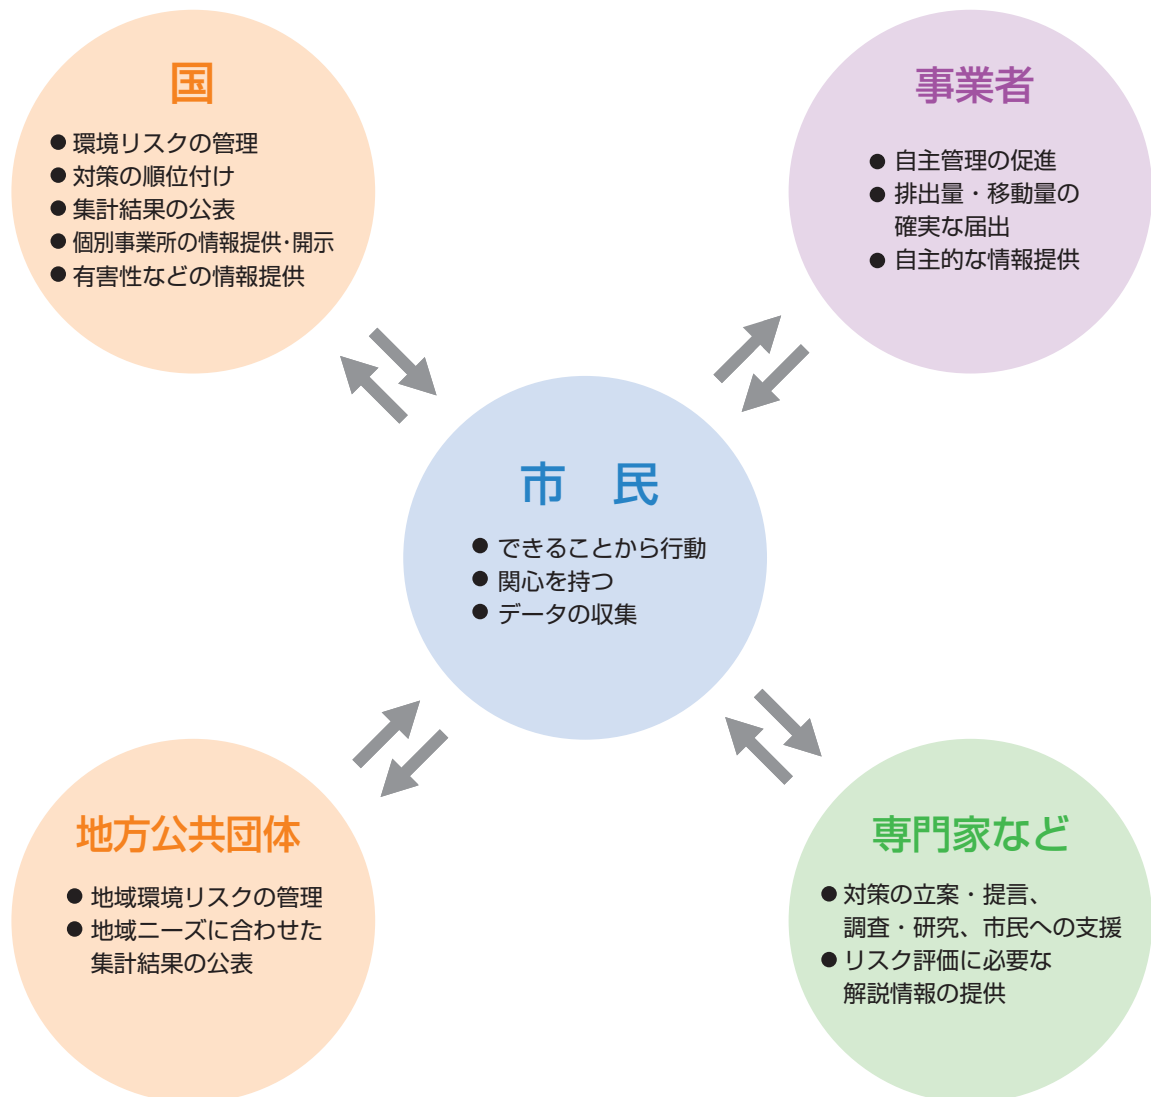 国
● 環境リスクの管理
● 対策の順位付け
● 集計結果の公表
● 個別事業所の情報提供・開示
● 有害性などの情報提供
事業者
● 自主管理の促進
● 排出量・移動量の
確実な届出
● 自主的な情報提供
市　民
● できることから行動
● 関心を持つ
● データの収集
地方公共団体
● 地域環境リスクの管理
● 地域ニーズに合わせた
集計結果の公表
専門家など
● 対策の立案・提言、
調査・研究、市民への支援
● リスク評価に必要な
解説情報の提供